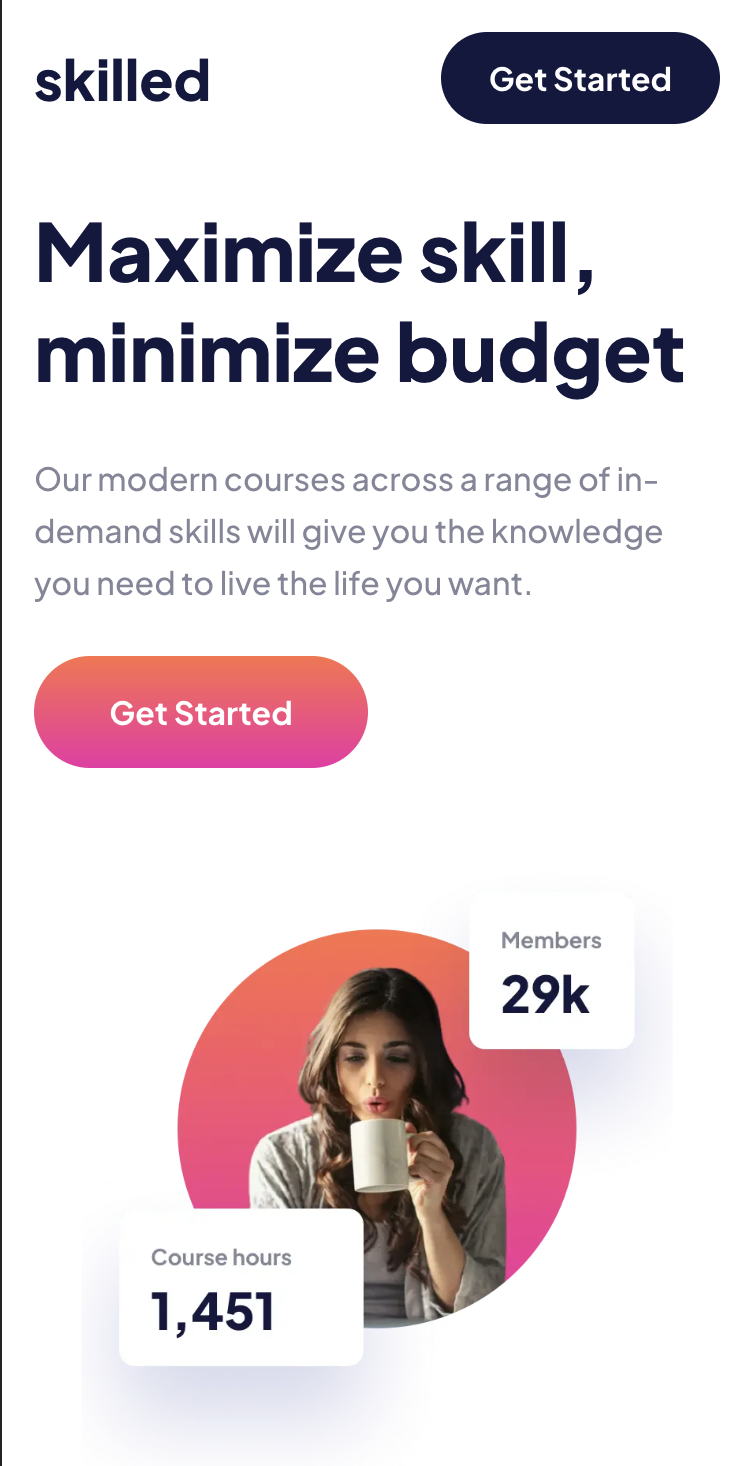 skilled
Get Started
Maximize skill,
minimize budget
Our modern courses across a range of in-
demand skills will give you the knowledge
you need to live the life you want.
Get Started
Members
29k
Course hours
1,451